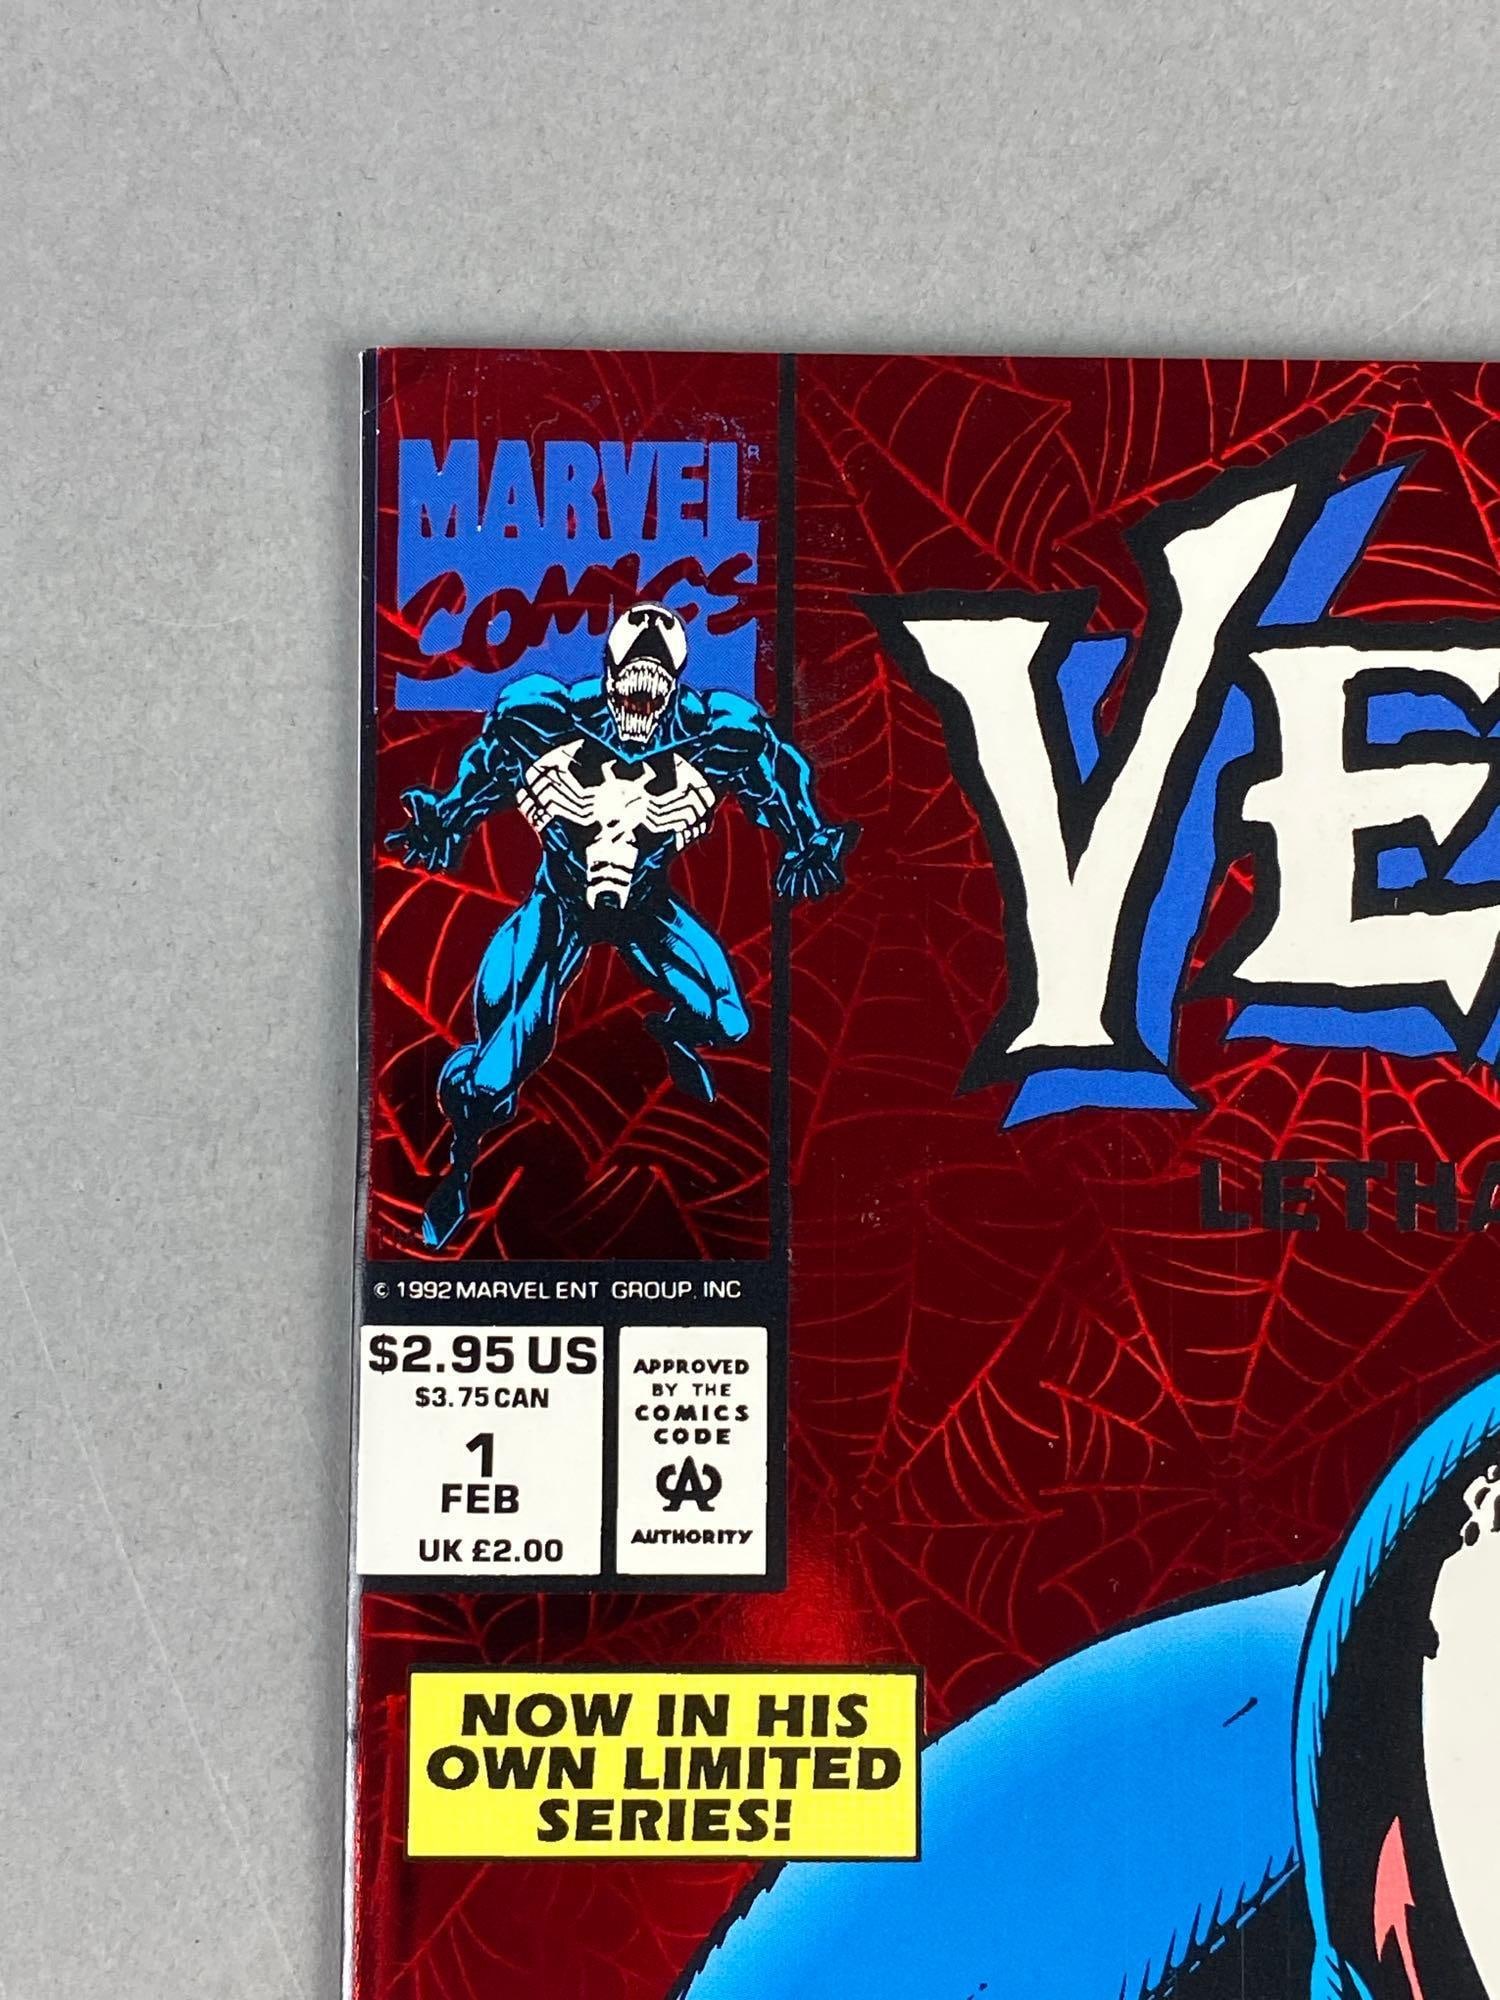 MARVEL®
COMICS
VE
LETHA
© 1992 MARVEL ENT GROUP, INC
$2.95 US
$3.75 CAN
1
FEB
UK £2.00
APPROVED
BY THE
COMICS
CODE
CA
AUTHORITY
NOW IN HIS
OWN LIMITED
SERIES!